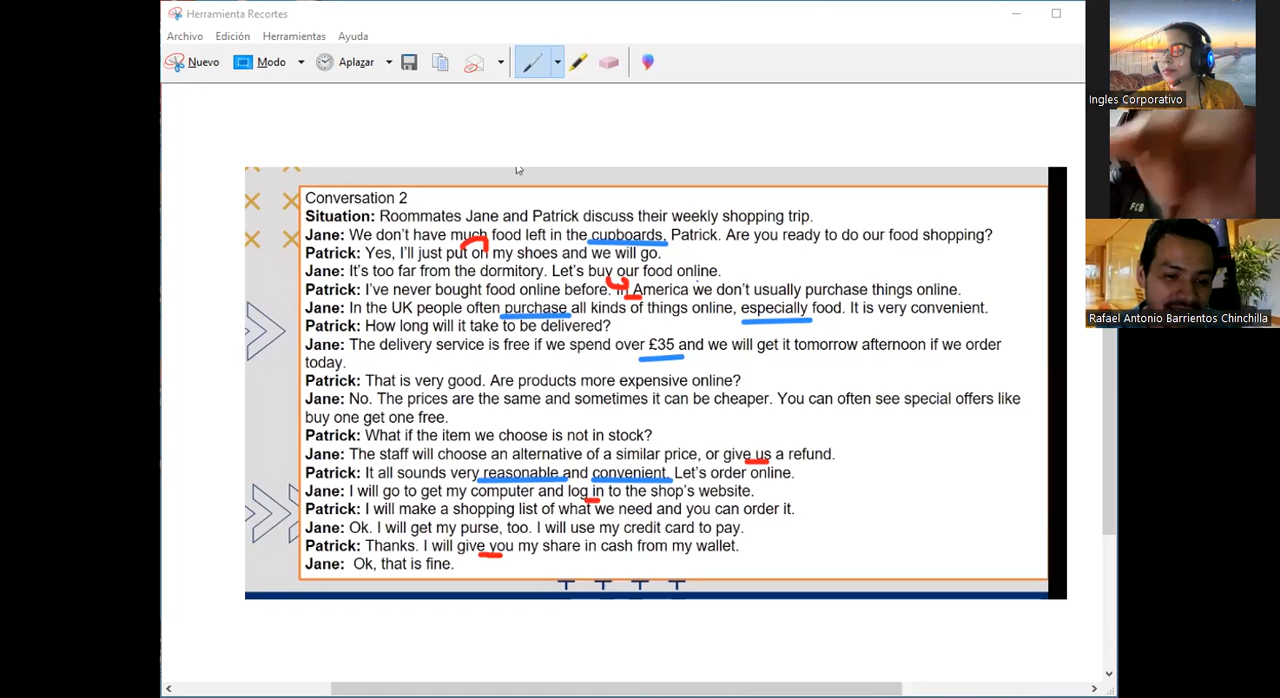 Herramienta Recortes
Archivo Edición Herramientas Ayuda
Nuevo Modo Aplazar
Ingles Corporativo
FCB
Rafael Antonio Barrientos Chinchilla
Conversation 2
Situation: Roommates Jane and Patrick discuss their weekly shopping trip.
Jane: We don't have much food left in the cupboards, Patrick. Are you ready to do our food shopping?
Patrick: Yes, I'll just put on my shoes and we will go.
Jane: It's too far from the dormitory. Let's buy our food online.
Patrick: I've never bought food online before. In America we don't usually purchase things online.
Jane: In the UK people often purchase all kinds of things online, especially food. It is very convenient.
Patrick: How long will it take to be delivered?
Jane: The delivery service is free if we spend over £35 and we will get it tomorrow afternoon if we order
today.
Patrick: That is very good. Are products more expensive online?
Jane: No. The prices are the same and sometimes it can be cheaper. You can often see special offers like
buy one get one free.
Patrick: What if the item we choose is not in stock?
Jane: The staff will choose an alternative of a similar price, or give us a refund.
Patrick: It all sounds very reasonable and convenient. Let's order online.
Jane: I will go to get my computer and log in to the shop's website.
Patrick: I will make a shopping list of what we need and you can order it.
Jane: Ok. I will get my purse, too. I will use my credit card to pay.
Patrick: Thanks. I will give you my share in cash from my wallet.
Jane: Ok, that is fine.